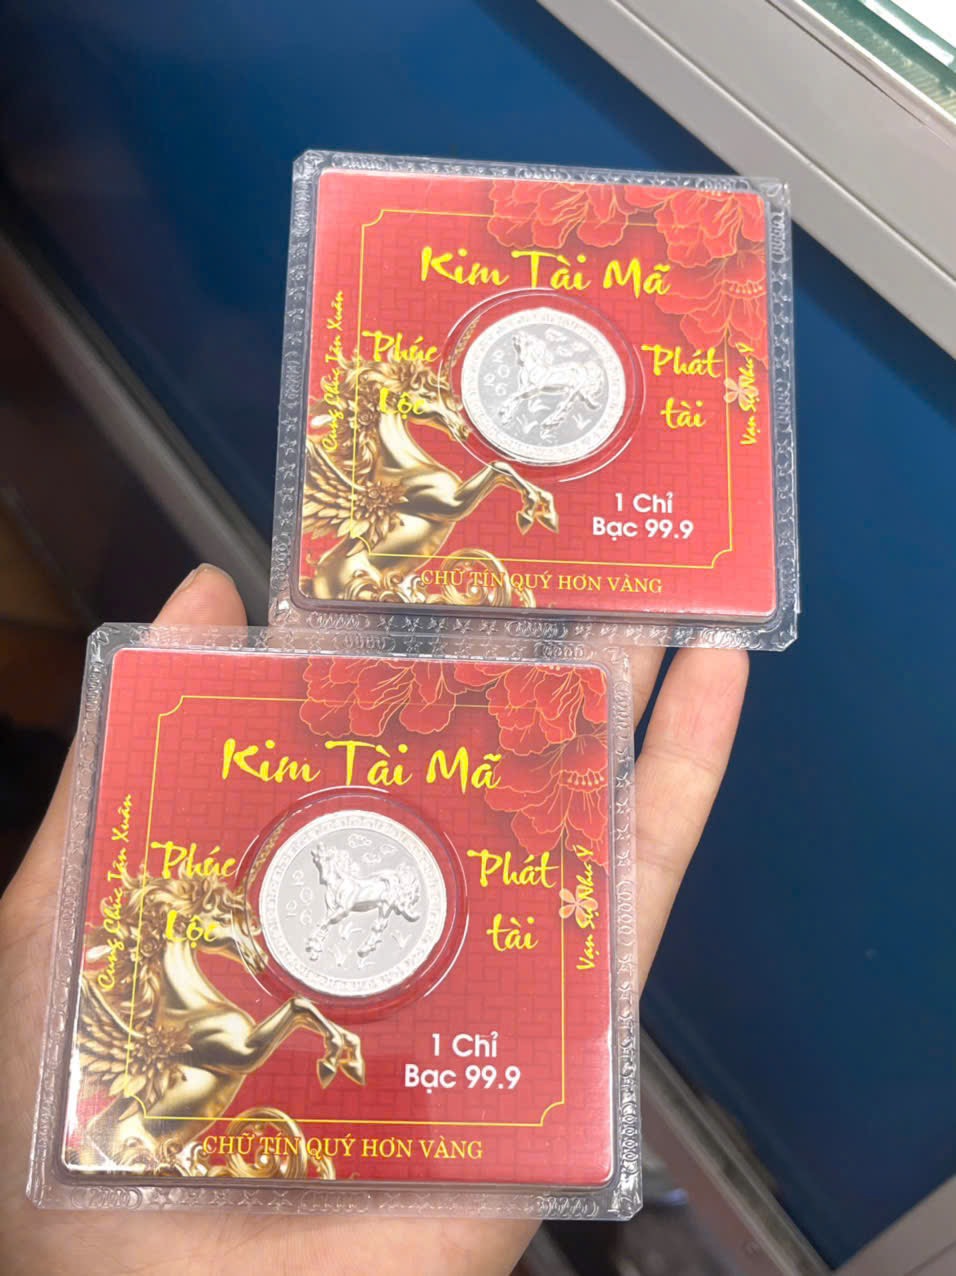 Kim Tài Mã
Cung Chúc Tân Xuân
Phúc
Lộc
2026
Phát
tài
Vạn Sự Như Ý
1 Chỉ
Bạc 99.9
CHỮ TÍN QUÝ HƠN VÀNG
Kim Tài Mã
Cung Chúc Tân Xuân
Phúc
Lộc
2026
Phát
tài
Vạn Sự Như Ý
1 Chỉ
Bạc 99.9
CHỮ TÍN QUÝ HƠN VÀNG